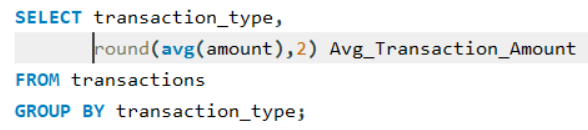 SELECT transaction_type,
round(avg(amount),2) Avg_Transaction_Amount
FROM transactions
GROUP BY transaction_type;